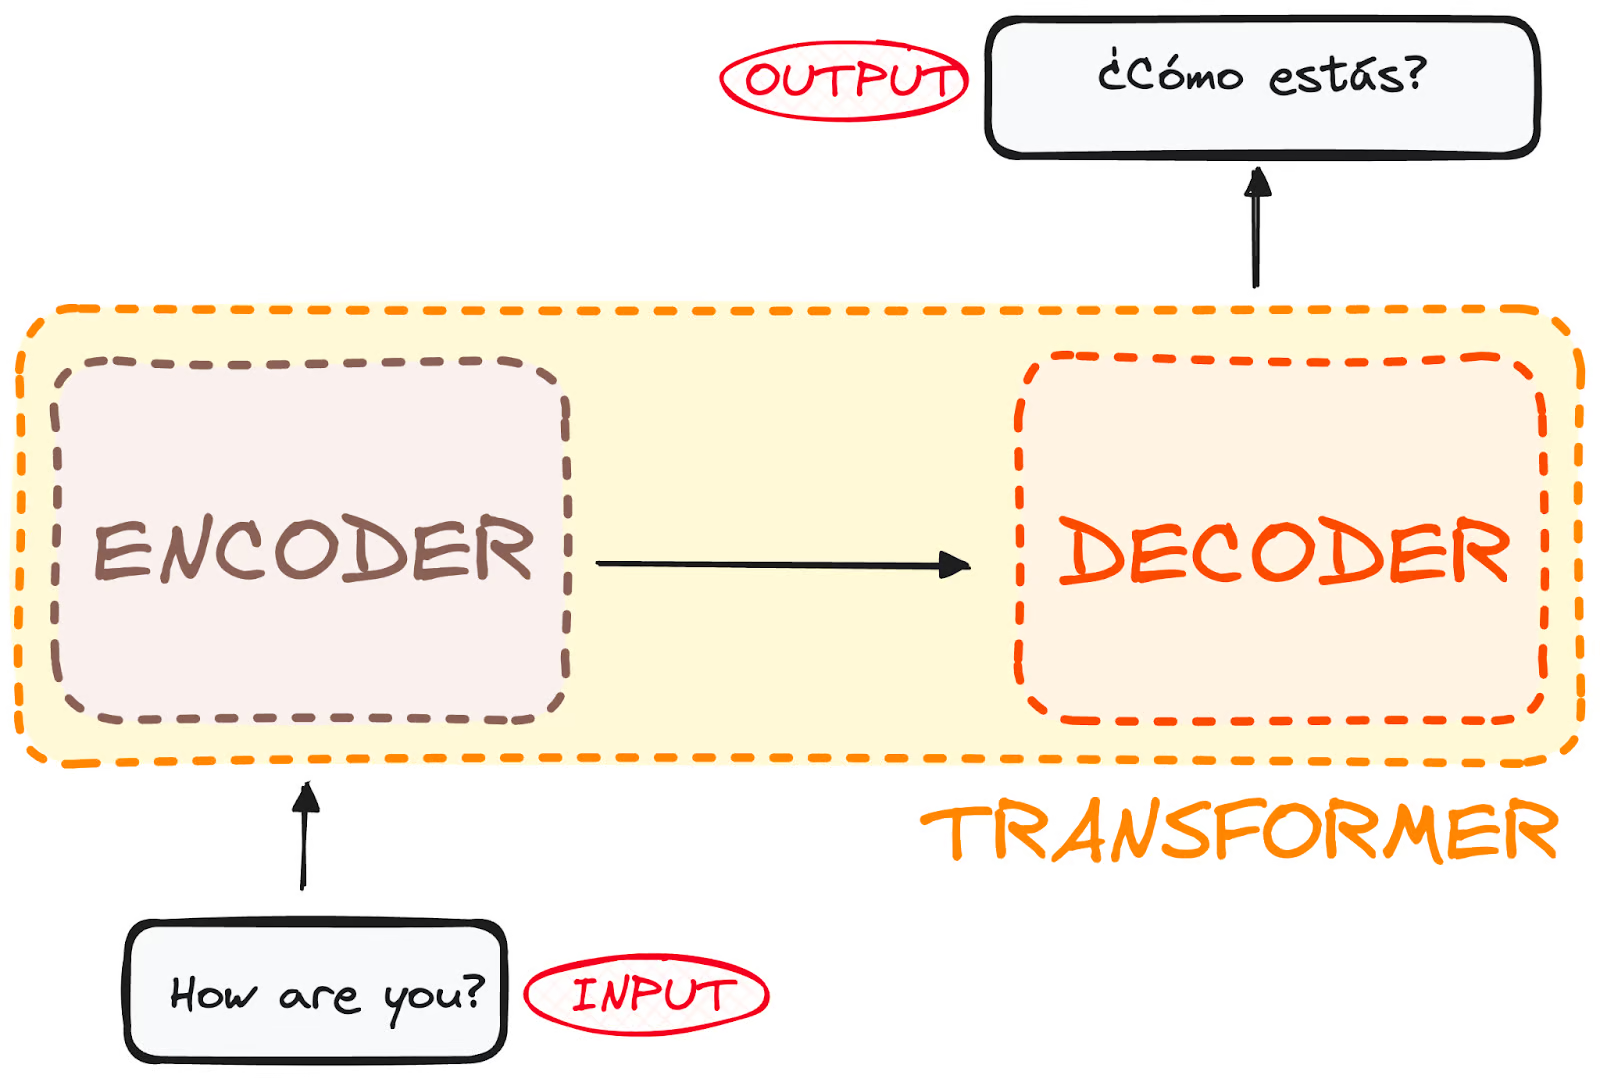 OUTPUT
¿Cómo estás?
ENCODER
DECODER
TRANSFORMER
How are you?
INPUT